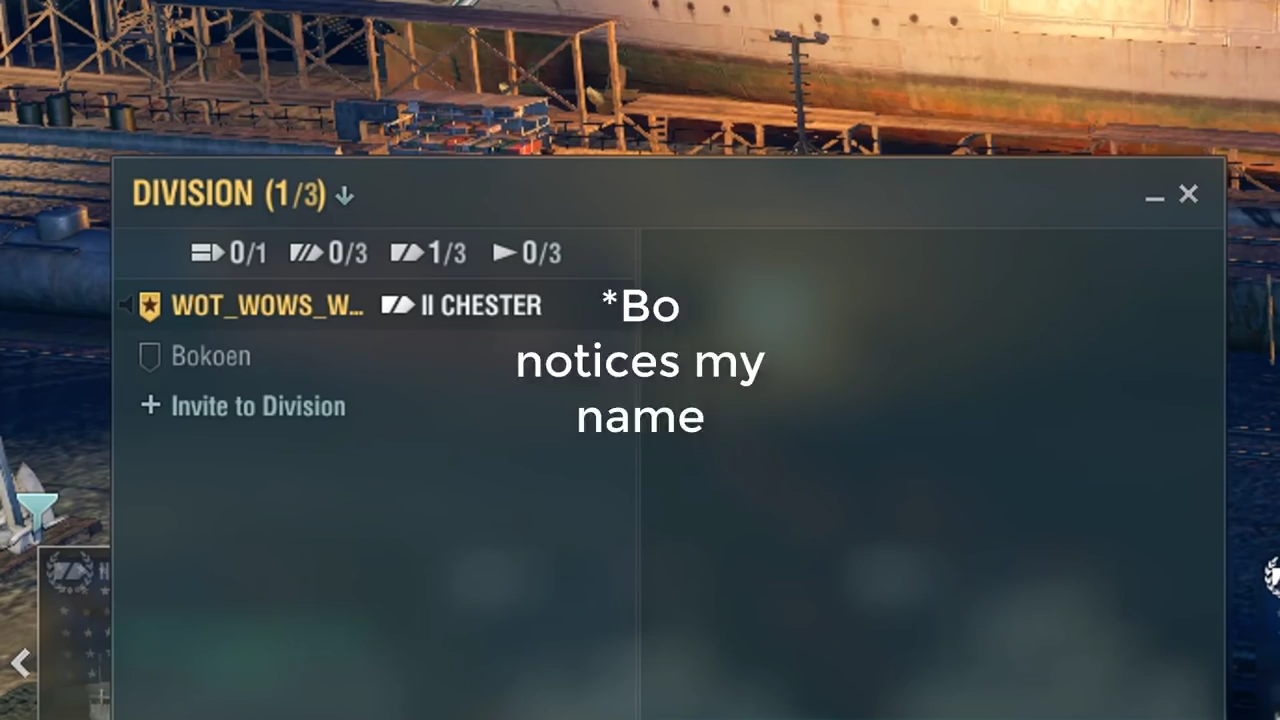 DIVISION (1/3)
0/1 0/3 1/3 0/3
WOT_WOWS_W... II CHESTER
Bokoen
+ Invite to Division
*Bo
notices my
name